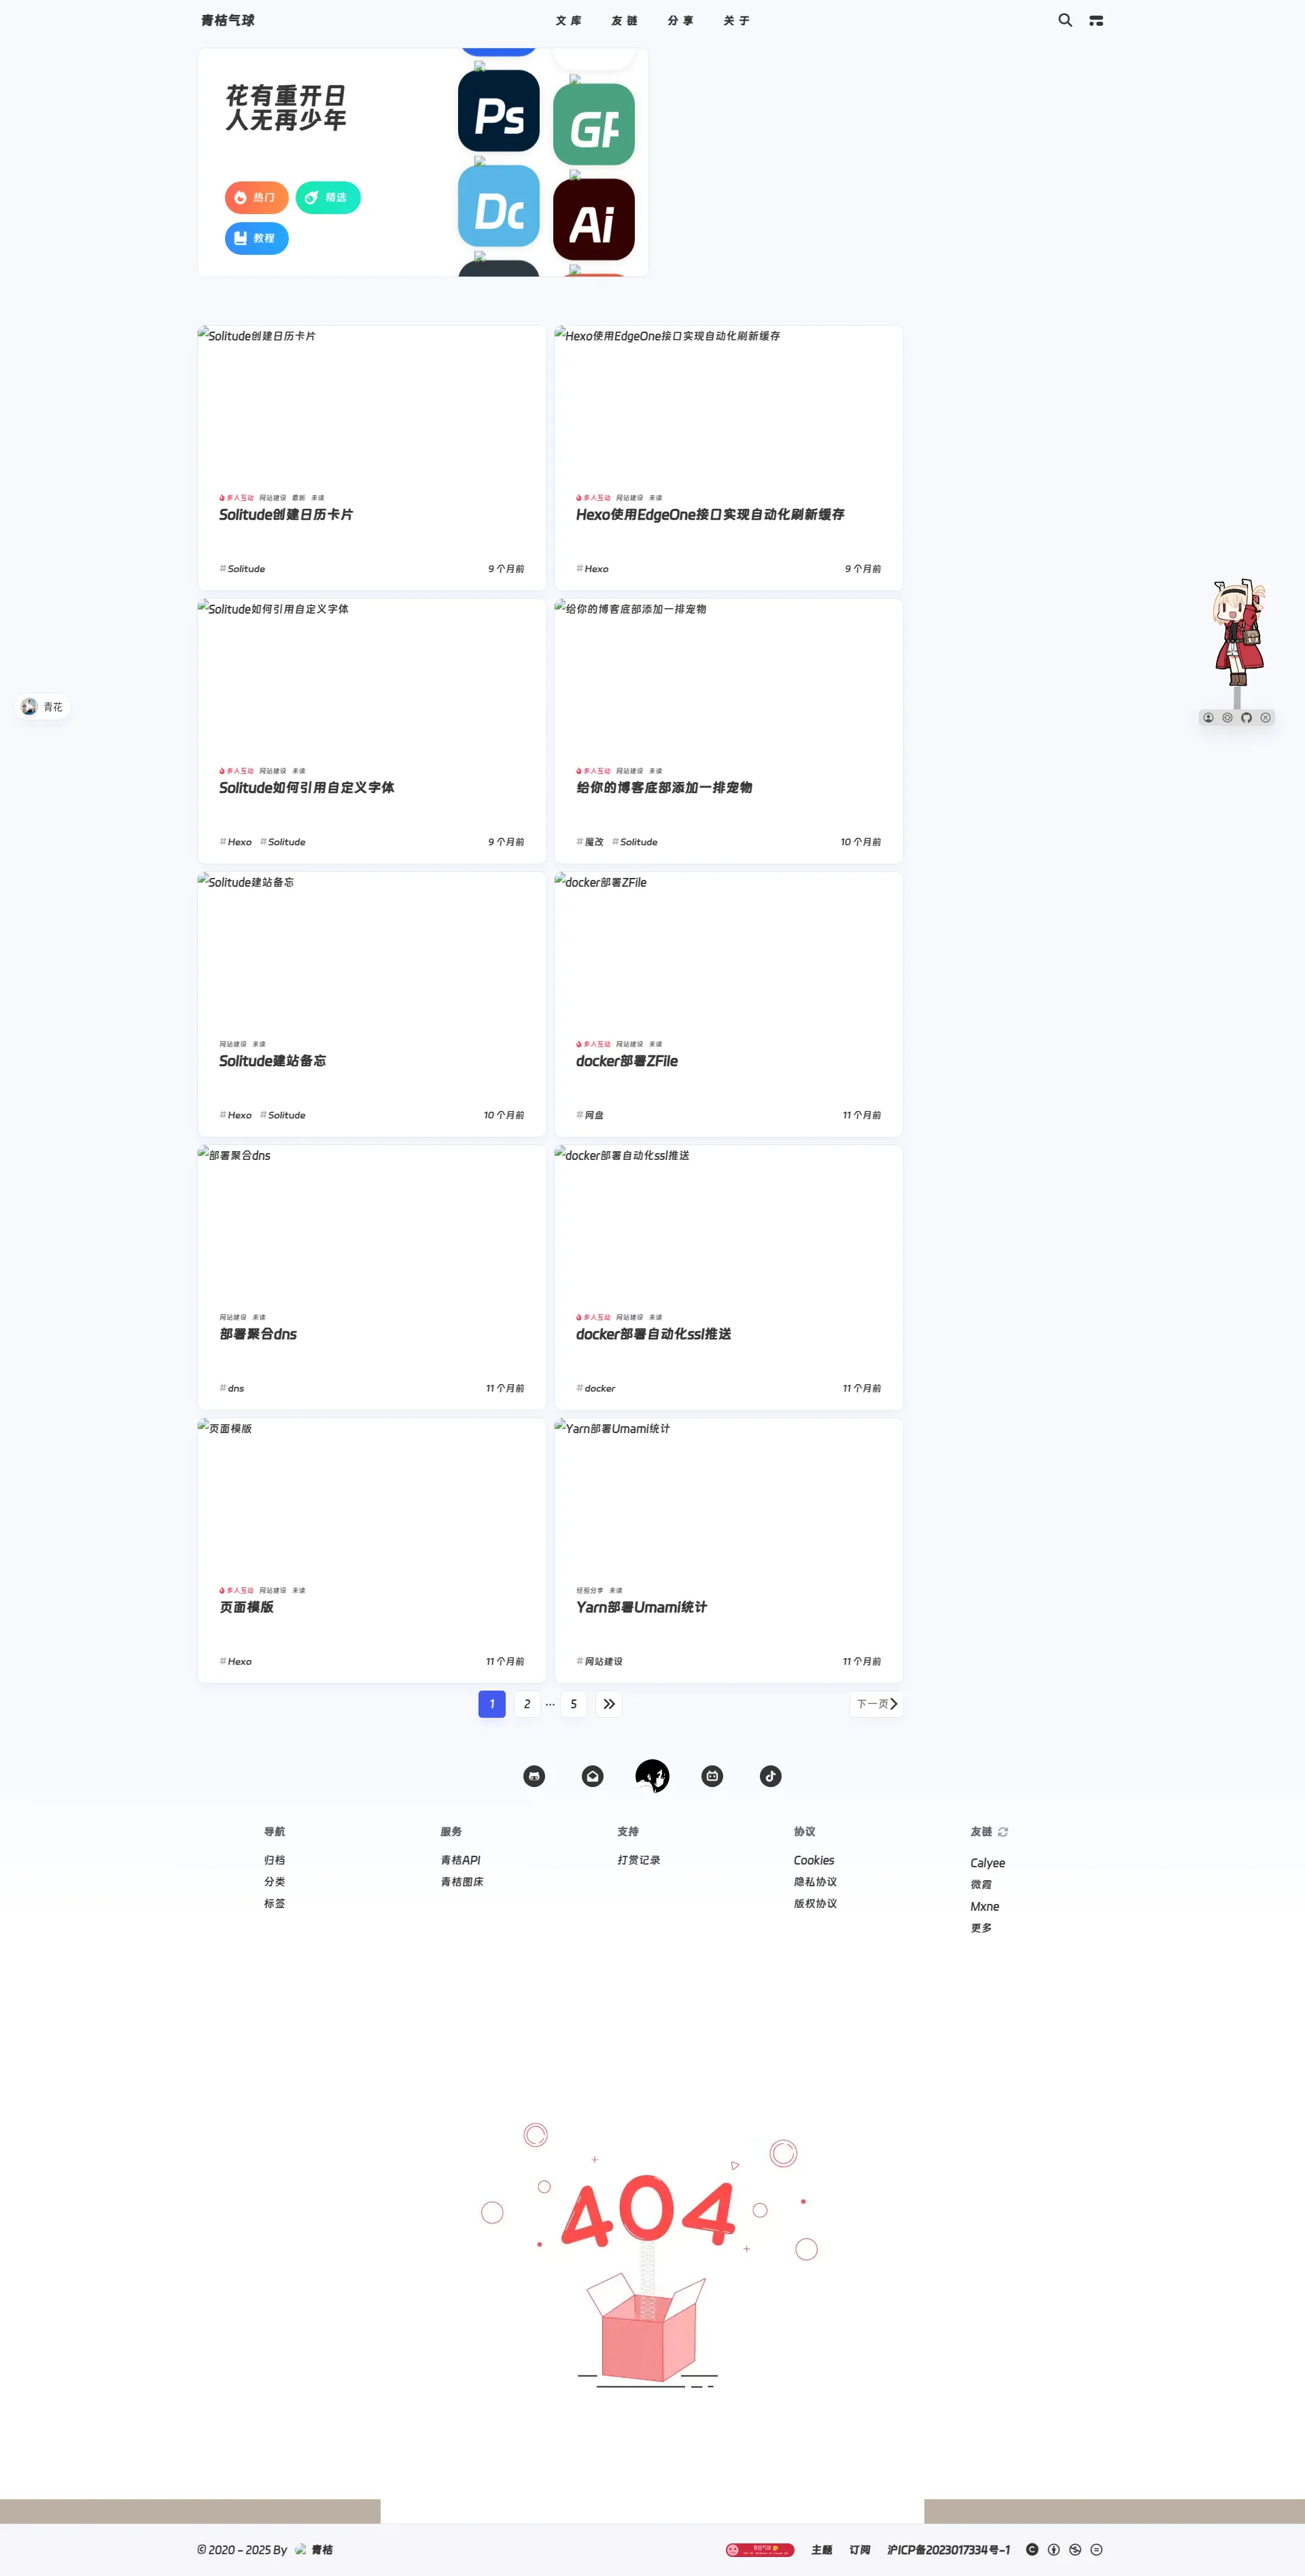 青桔气球
文库 友链 分享 关于
花有重开日
人无再少年
热门 精选
教程
Ps
Do
Ai
Solitude创建日历卡片
多人互动 网站建设 最新 未读
Solitude创建日历卡片
#Solitude 9 个月前
Hexo使用EdgeOne接口实现自动化刷新缓存
多人互动 网站建设 未读
Hexo使用EdgeOne接口实现自动化刷新缓存
#Hexo 9 个月前
Solitude如何引用自定义字体
多人互动 网站建设 未读
Solitude如何引用自定义字体
#Hexo #Solitude 9 个月前
给你的博客底部添加一排宠物
多人互动 网站建设 未读
给你的博客底部添加一排宠物
#魔改 #Solitude 10 个月前
青花
Solitude建站备忘
网站建设 未读
Solitude建站备忘
#Hexo #Solitude 10 个月前
docker部署ZFile
多人互动 网站建设 未读
docker部署ZFile
#网盘 11 个月前
部署聚合dns
网站建设 未读
部署聚合dns
#dns 11 个月前
docker部署自动化ssl推送
多人互动 网站建设 未读
docker部署自动化ssl推送
#docker 11 个月前
页面模版
多人互动 网站建设 未读
页面模版
#Hexo 11 个月前
Yarn部署Umami统计
经验分享 未读
Yarn部署Umami统计
#网站建设 11 个月前
1 2 ... 5 下一页
导航
归档
分类
标签
服务
青桔API
青桔图床
支持
打赏记录
协议
Cookies
隐私协议
版权协议
友链
Calyee
微霞
Mxne
更多
404
© 2020 - 2025 By 青桔
青桔气球
主题 订阅 沪ICP备2023017334号-1